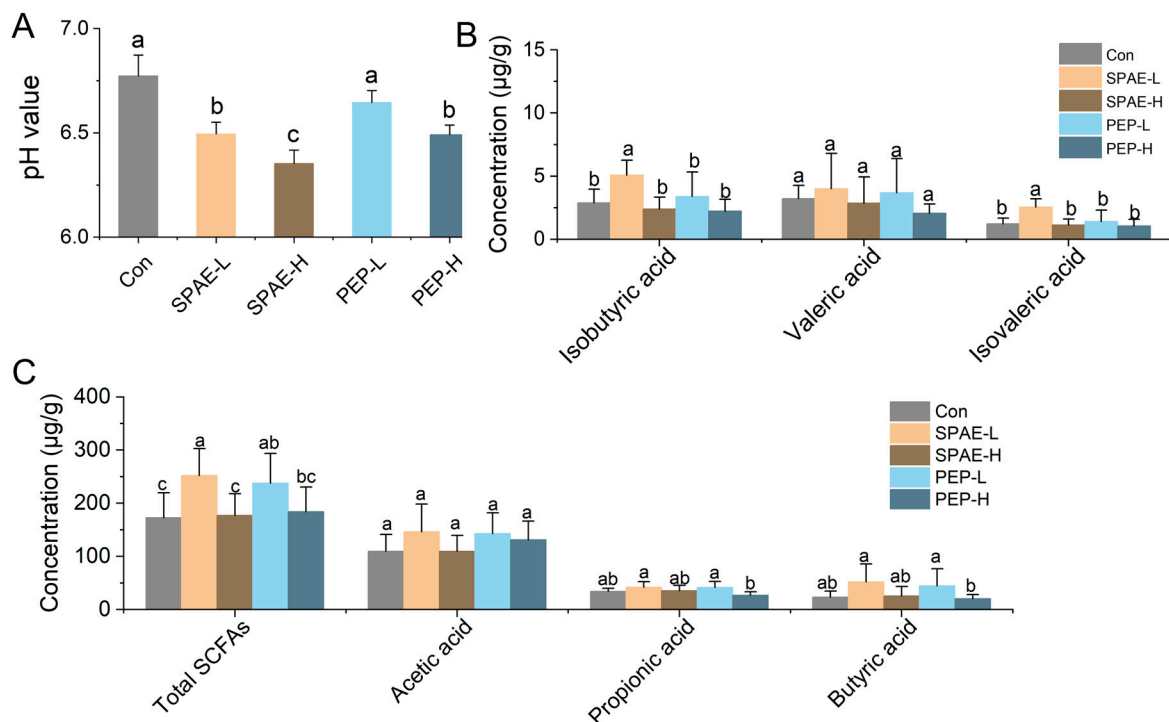 A
7.0
6.5
6.0
pH value
a
b
c
a
b
Con
SPAE-L
SPAE-H
PEP-L
PEP-H
B
15
10
5
0
Concentration (µg/g)
Con
SPAE-L
SPAE-H
PEP-L
PEP-H
b a b b b
a a a a a
b a b b b
Isobutyric acid
Valeric acid
Isovaleric acid
C
400
300
200
100
0
Concentration (µg/g)
Con
SPAE-L
SPAE-H
PEP-L
PEP-H
c a c ab bc
a a a a a
ab a ab a b
ab a ab a b
Total SCFAs
Acetic acid
Propionic acid
Butyric acid